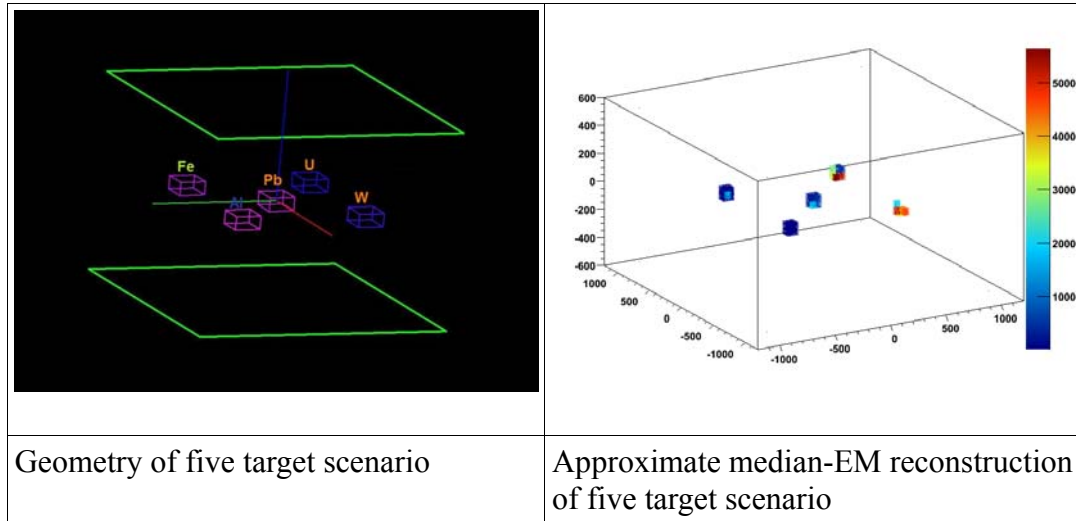 Fe
U
Pb
Al
W
600
400
200
0
-200
-400
-600
1000
500
0
-500
-1000
-1000
-500
0
500
1000
5000
4000
3000
2000
1000
Geometry of five target scenario
Approximate median-EM reconstruction
of five target scenario